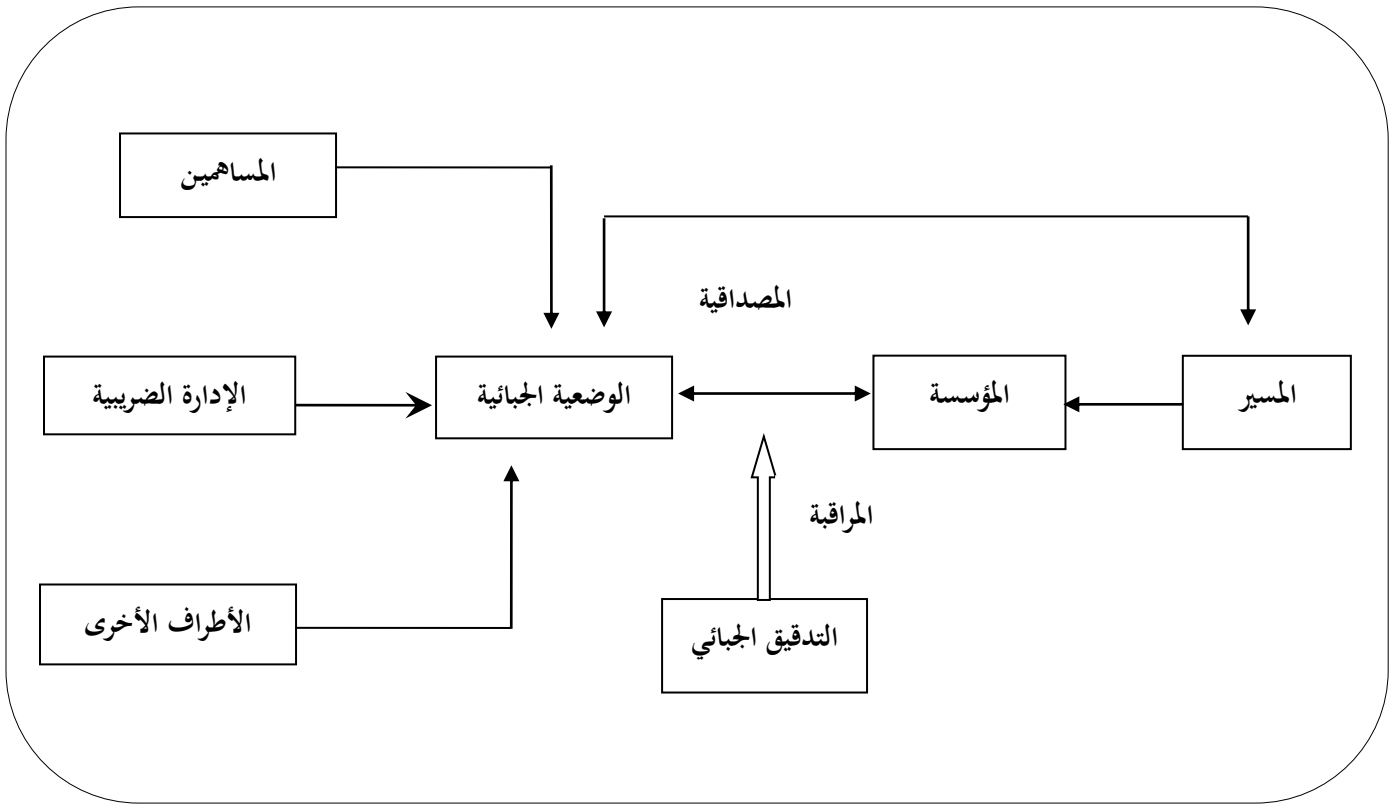 المساهمين
المصداقية
المسير
المؤسسة
الوضعية الجبائية
الإدارة الضريبية
المراقبة
التدقيق الجبائي
الأطراف الأخرى